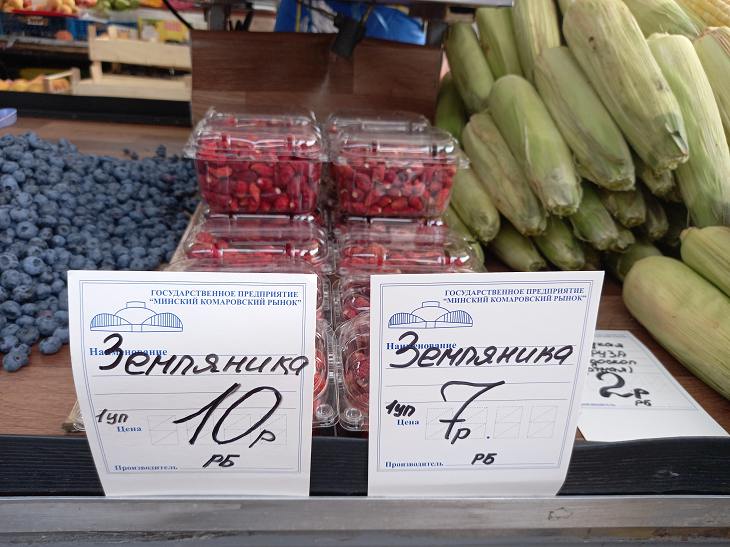 ГОСУДАРСТВЕННОЕ ПРЕДПРИЯТИЕ
“МИНСКИЙ КОМАРОВСКИЙ РЫНОК”
Наименование
Земляника
1уп
Цена
10р
Производитель
РБ
ГОСУДАРСТВЕННОЕ ПРЕДПРИЯТИЕ
“МИНСКИЙ КОМАРОВСКИЙ РЫНОК”
Наименование
Земляника
1уп
Цена
7р.
Производитель
РБ
2р
РБ